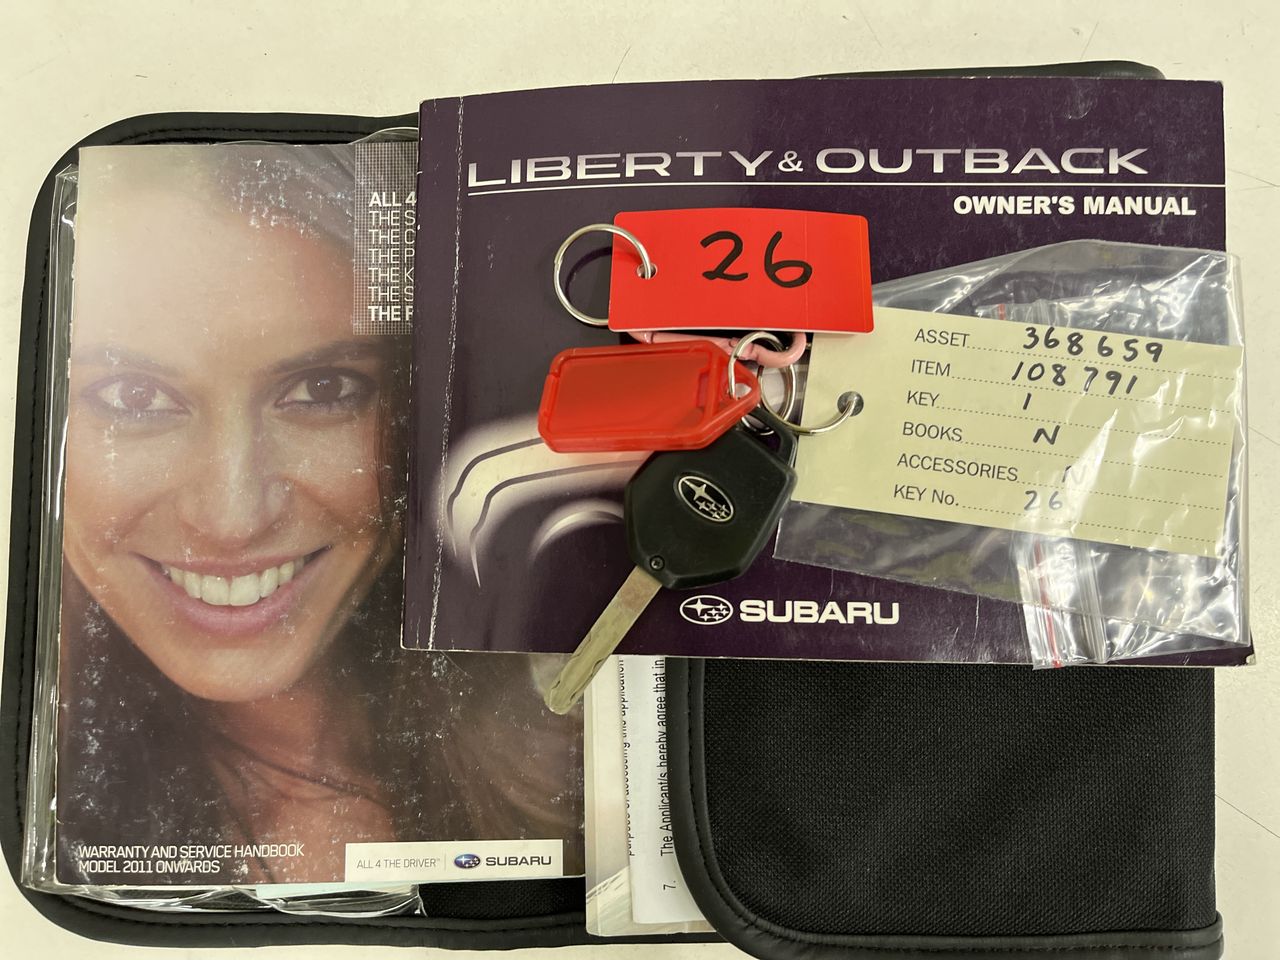 LIBERTY & OUTBACK
OWNER'S MANUAL
26
ASSET 368659
ITEM 108791
KEY 1
BOOKS N
ACCESSORIES N
KEY No. 26
SUBARU
ALL 4
THE S
THE
THE P
THE K
THE
THE
WARRANTY AND SERVICE HANDBOOK
MODEL 2011 ONWARDS
ALL 4 THE DRIVER™
SUBARU
7. The Applicant/s hereby agree that in